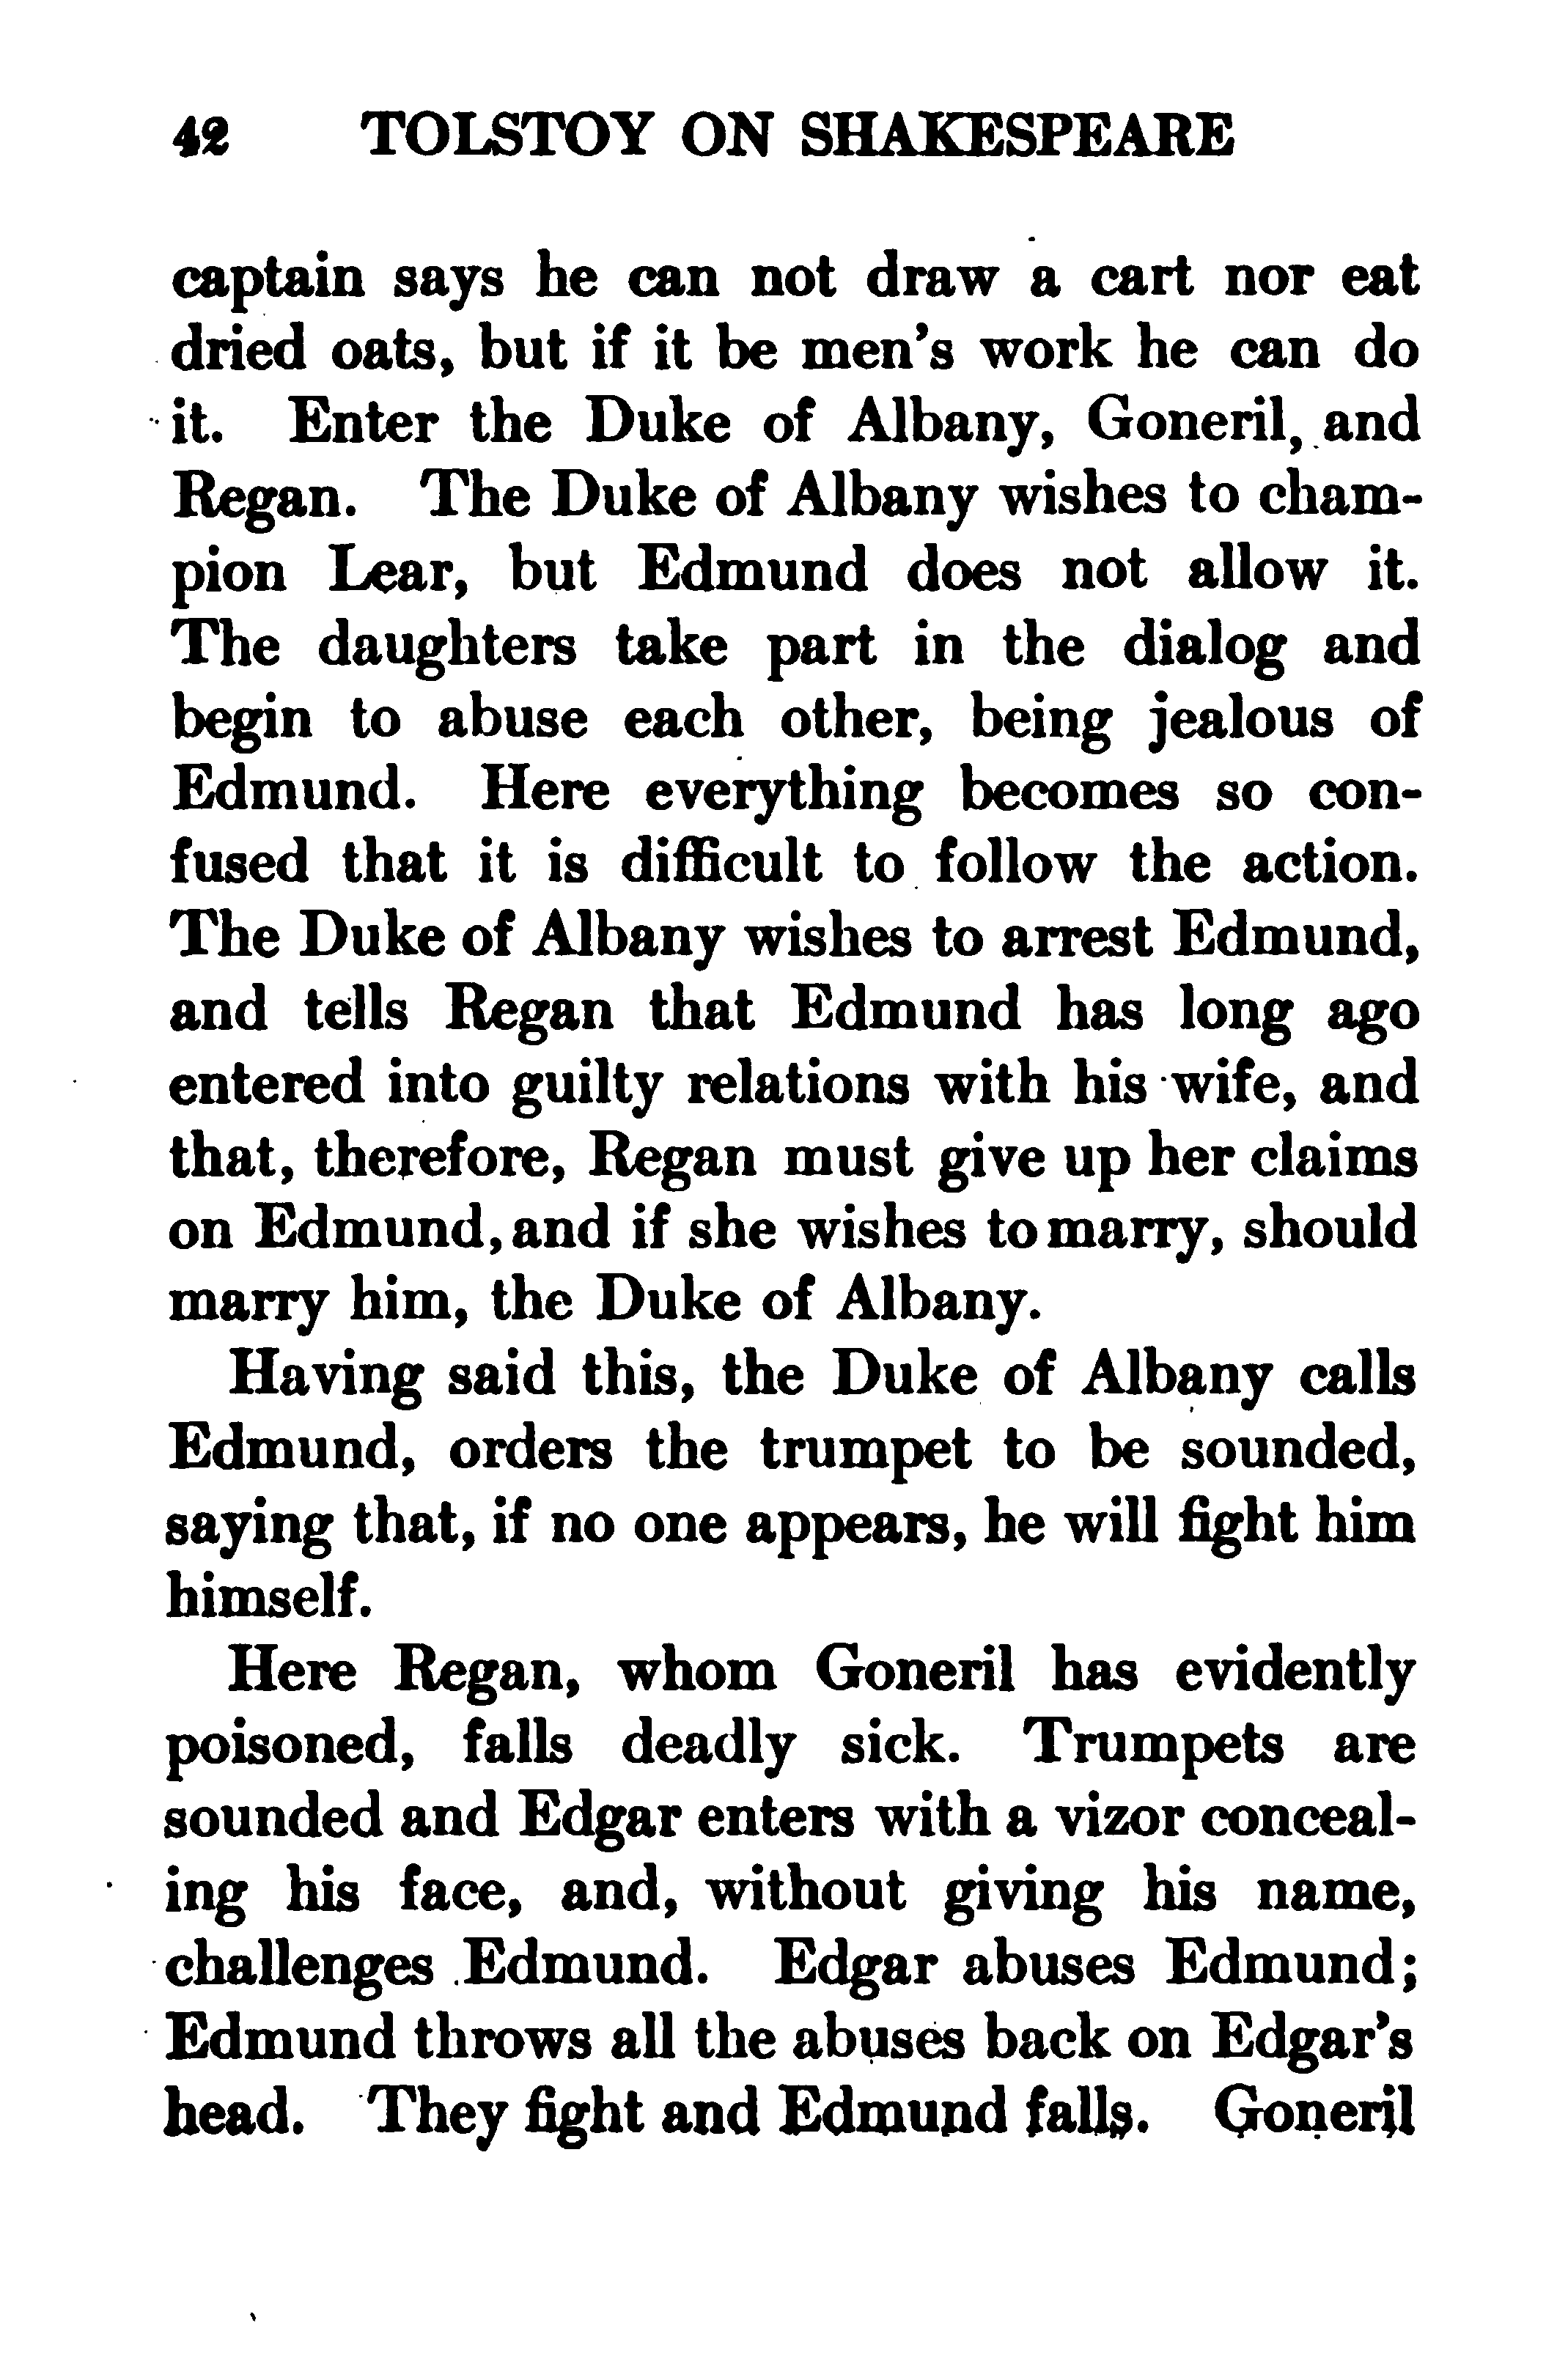 42 TOLSTOY ON SHAKESPEARE
captain says he can not draw a cart nor eat
dried oats, but if it be men's work he can do
it. Enter the Duke of Albany, Goneril, and
Regan. The Duke of Albany wishes to cham-
pion Lear, but Edmund does not allow it.
The daughters take part in the dialog and
begin to abuse each other, being jealous of
Edmund. Here everything becomes so con-
fused that it is difficult to follow the action.
The Duke of Albany wishes to arrest Edmund,
and tells Regan that Edmund has long ago
entered into guilty relations with his wife, and
that, therefore, Regan must give up her claims
on Edmund, and if she wishes to marry, should
marry him, the Duke of Albany.
Having said this, the Duke of Albany calls
Edmund, orders the trumpet to be sounded,
saying that, if no one appears, he will fight him
himself.
Here Regan, whom Goneril has evidently
poisoned, falls deadly sick. Trumpets are
sounded and Edgar enters with a vizor conceal-
ing his face, and, without giving his name,
challenges Edmund. Edgar abuses Edmund;
Edmund throws all the abuses back on Edgar's
head. They fight and Edmund falls. Goneril